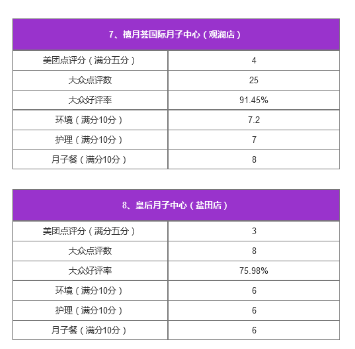 7、禧月荟国际月子中心（观澜店）
美团点评分（满分五分） 4
大众点评数 25
大众好评率 91.45%
环境（满分10分） 7.2
护理（满分10分） 7
月子餐（满分10分） 8
8、皇后月子中心（盐田店）
美团点评分（满分五分） 3
大众点评数 8
大众好评率 75.98%
环境（满分10分） 6
护理（满分10分） 6
月子餐（满分10分） 6